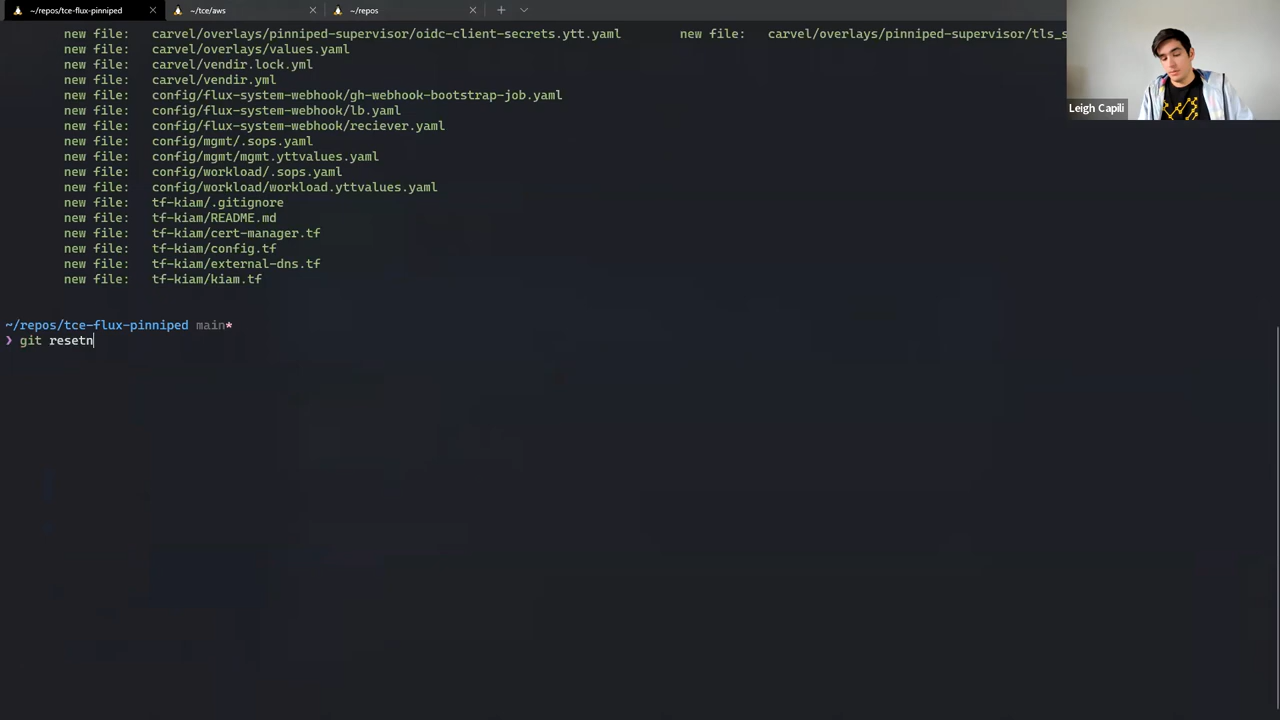 ~/repos/tce-flux-pinniped ~/tce/aws ~/repos
new file: carvel/overlays/pinniped-supervisor/oidc-client-secrets.ytt.yaml new file: carvel/overlays/pinniped-supervisor/tls_s
new file: carvel/overlays/values.yaml
new file: carvel/vendir.lock.yml
new file: carvel/vendir.yml
new file: config/flux-system-webhook/gh-webhook-bootstrap-job.yaml
new file: config/flux-system-webhook/lb.yaml
new file: config/flux-system-webhook/reciever.yaml
new file: config/mgmt/.sops.yaml
new file: config/mgmt/mgmt.yttvalues.yaml
new file: config/workload/.sops.yaml
new file: config/workload/workload.yttvalues.yaml
new file: tf-kiam/.gitignore
new file: tf-kiam/README.md
new file: tf-kiam/cert-manager.tf
new file: tf-kiam/config.tf
new file: tf-kiam/external-dns.tf
new file: tf-kiam/kiam.tf
~/repos/tce-flux-pinniped main*
❯ git resetn
Leigh Capili